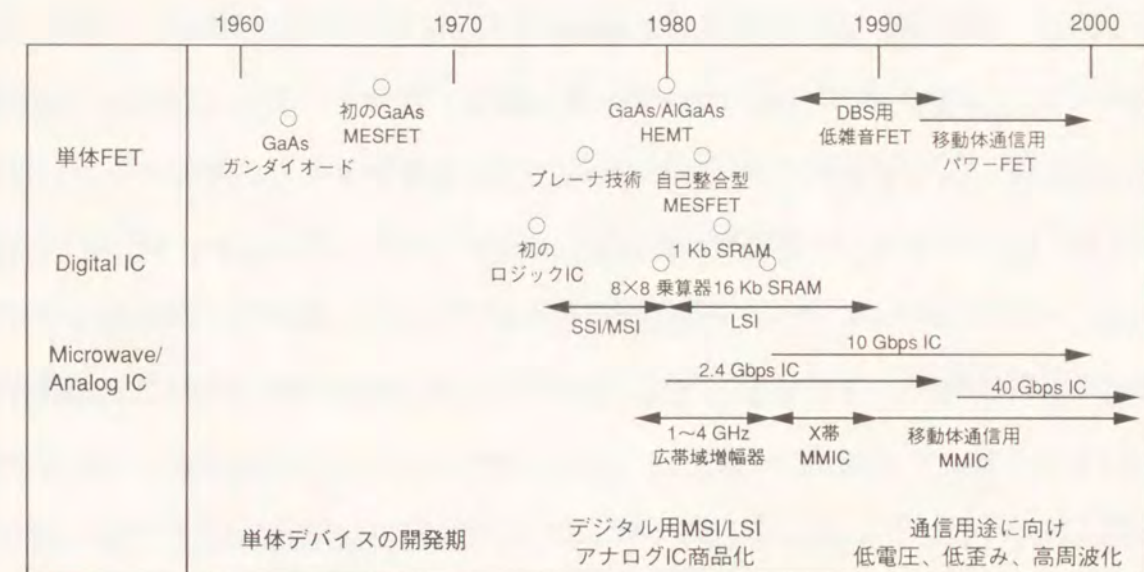 1960 1970 1980 1990 2000
単体FET
初のGaAs
MESFET
GaAs
ガンダイオード
GaAs/AlGaAs
HEMT
プレーナ技術
自己整合型
MESFET
DBS用
低雑音FET
移動体通信用
パワーFET
Digital IC
初の
ロジックIC
1 Kb SRAM
8×8 乗算器
16 Kb SRAM
SSI/MSI
LSI
Microwave/
Analog IC
10 Gbps IC
2.4 Gbps IC
40 Gbps IC
1〜4 GHz
広帯域増幅器
X帯
MMIC
移動体通信用
MMIC
単体デバイスの開発期
デジタル用MSI/LSI
アナログIC商品化
通信用途に向け
低電圧、低歪み、高周波化